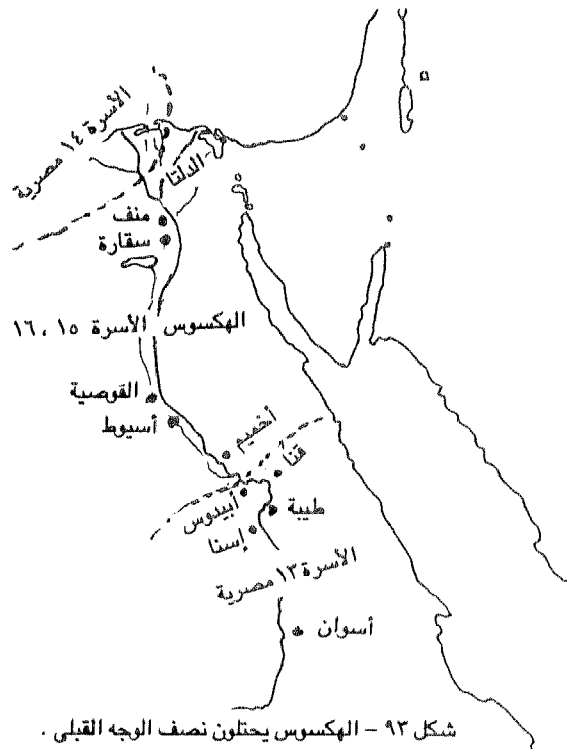 الأسرة ١٤ مصرية
الدلتا
منف
سقارة
الهكسوس الأسرة ١٥ ، ١٦
القوصية
أسيوط
أخميم
قنا
أبيدوس
طيبة
إسنا
الأسرة ١٣ مصرية
أسوان
شكل ٩٣ – الهكسوس يحتلون نصف الوجه القبلى .